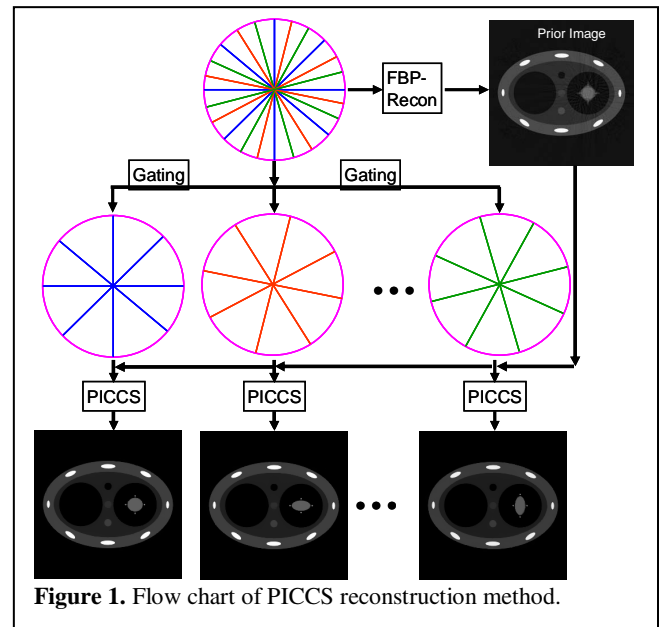 Prior Image
FBP-
Recon
Gating
Gating
PICCS
PICCS
PICCS
Figure 1. Flow chart of PICCS reconstruction method.